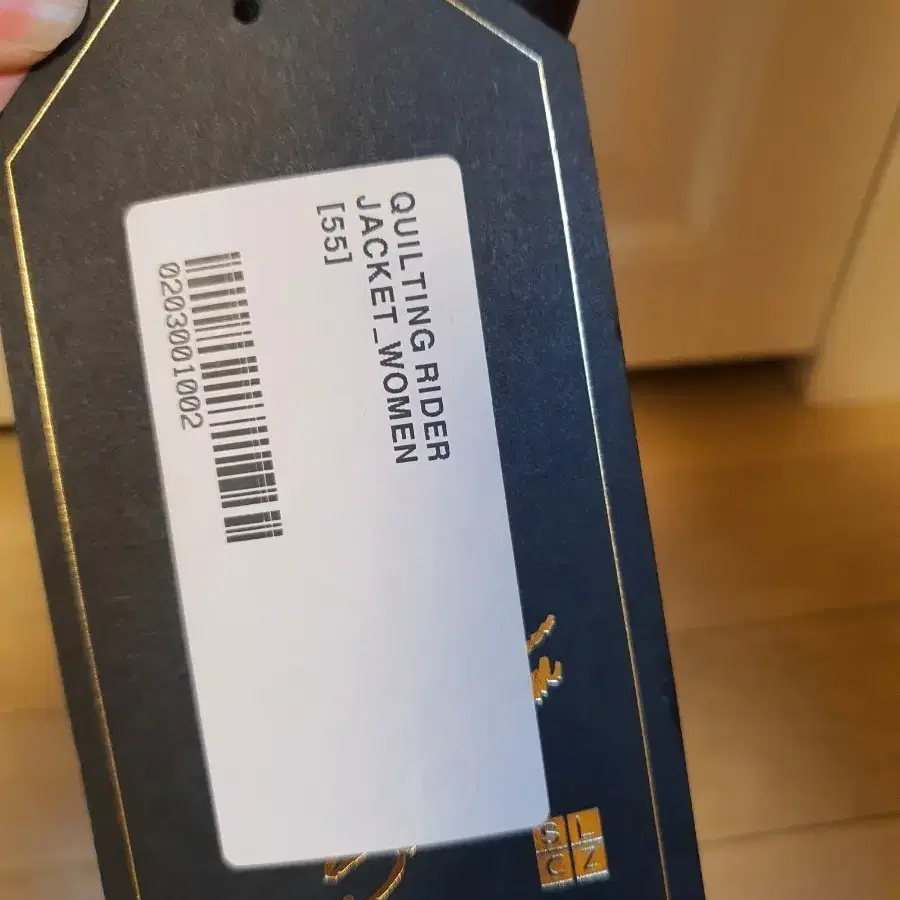 QUILTING RIDER
JACKET_WOMEN
[55]
0203001002